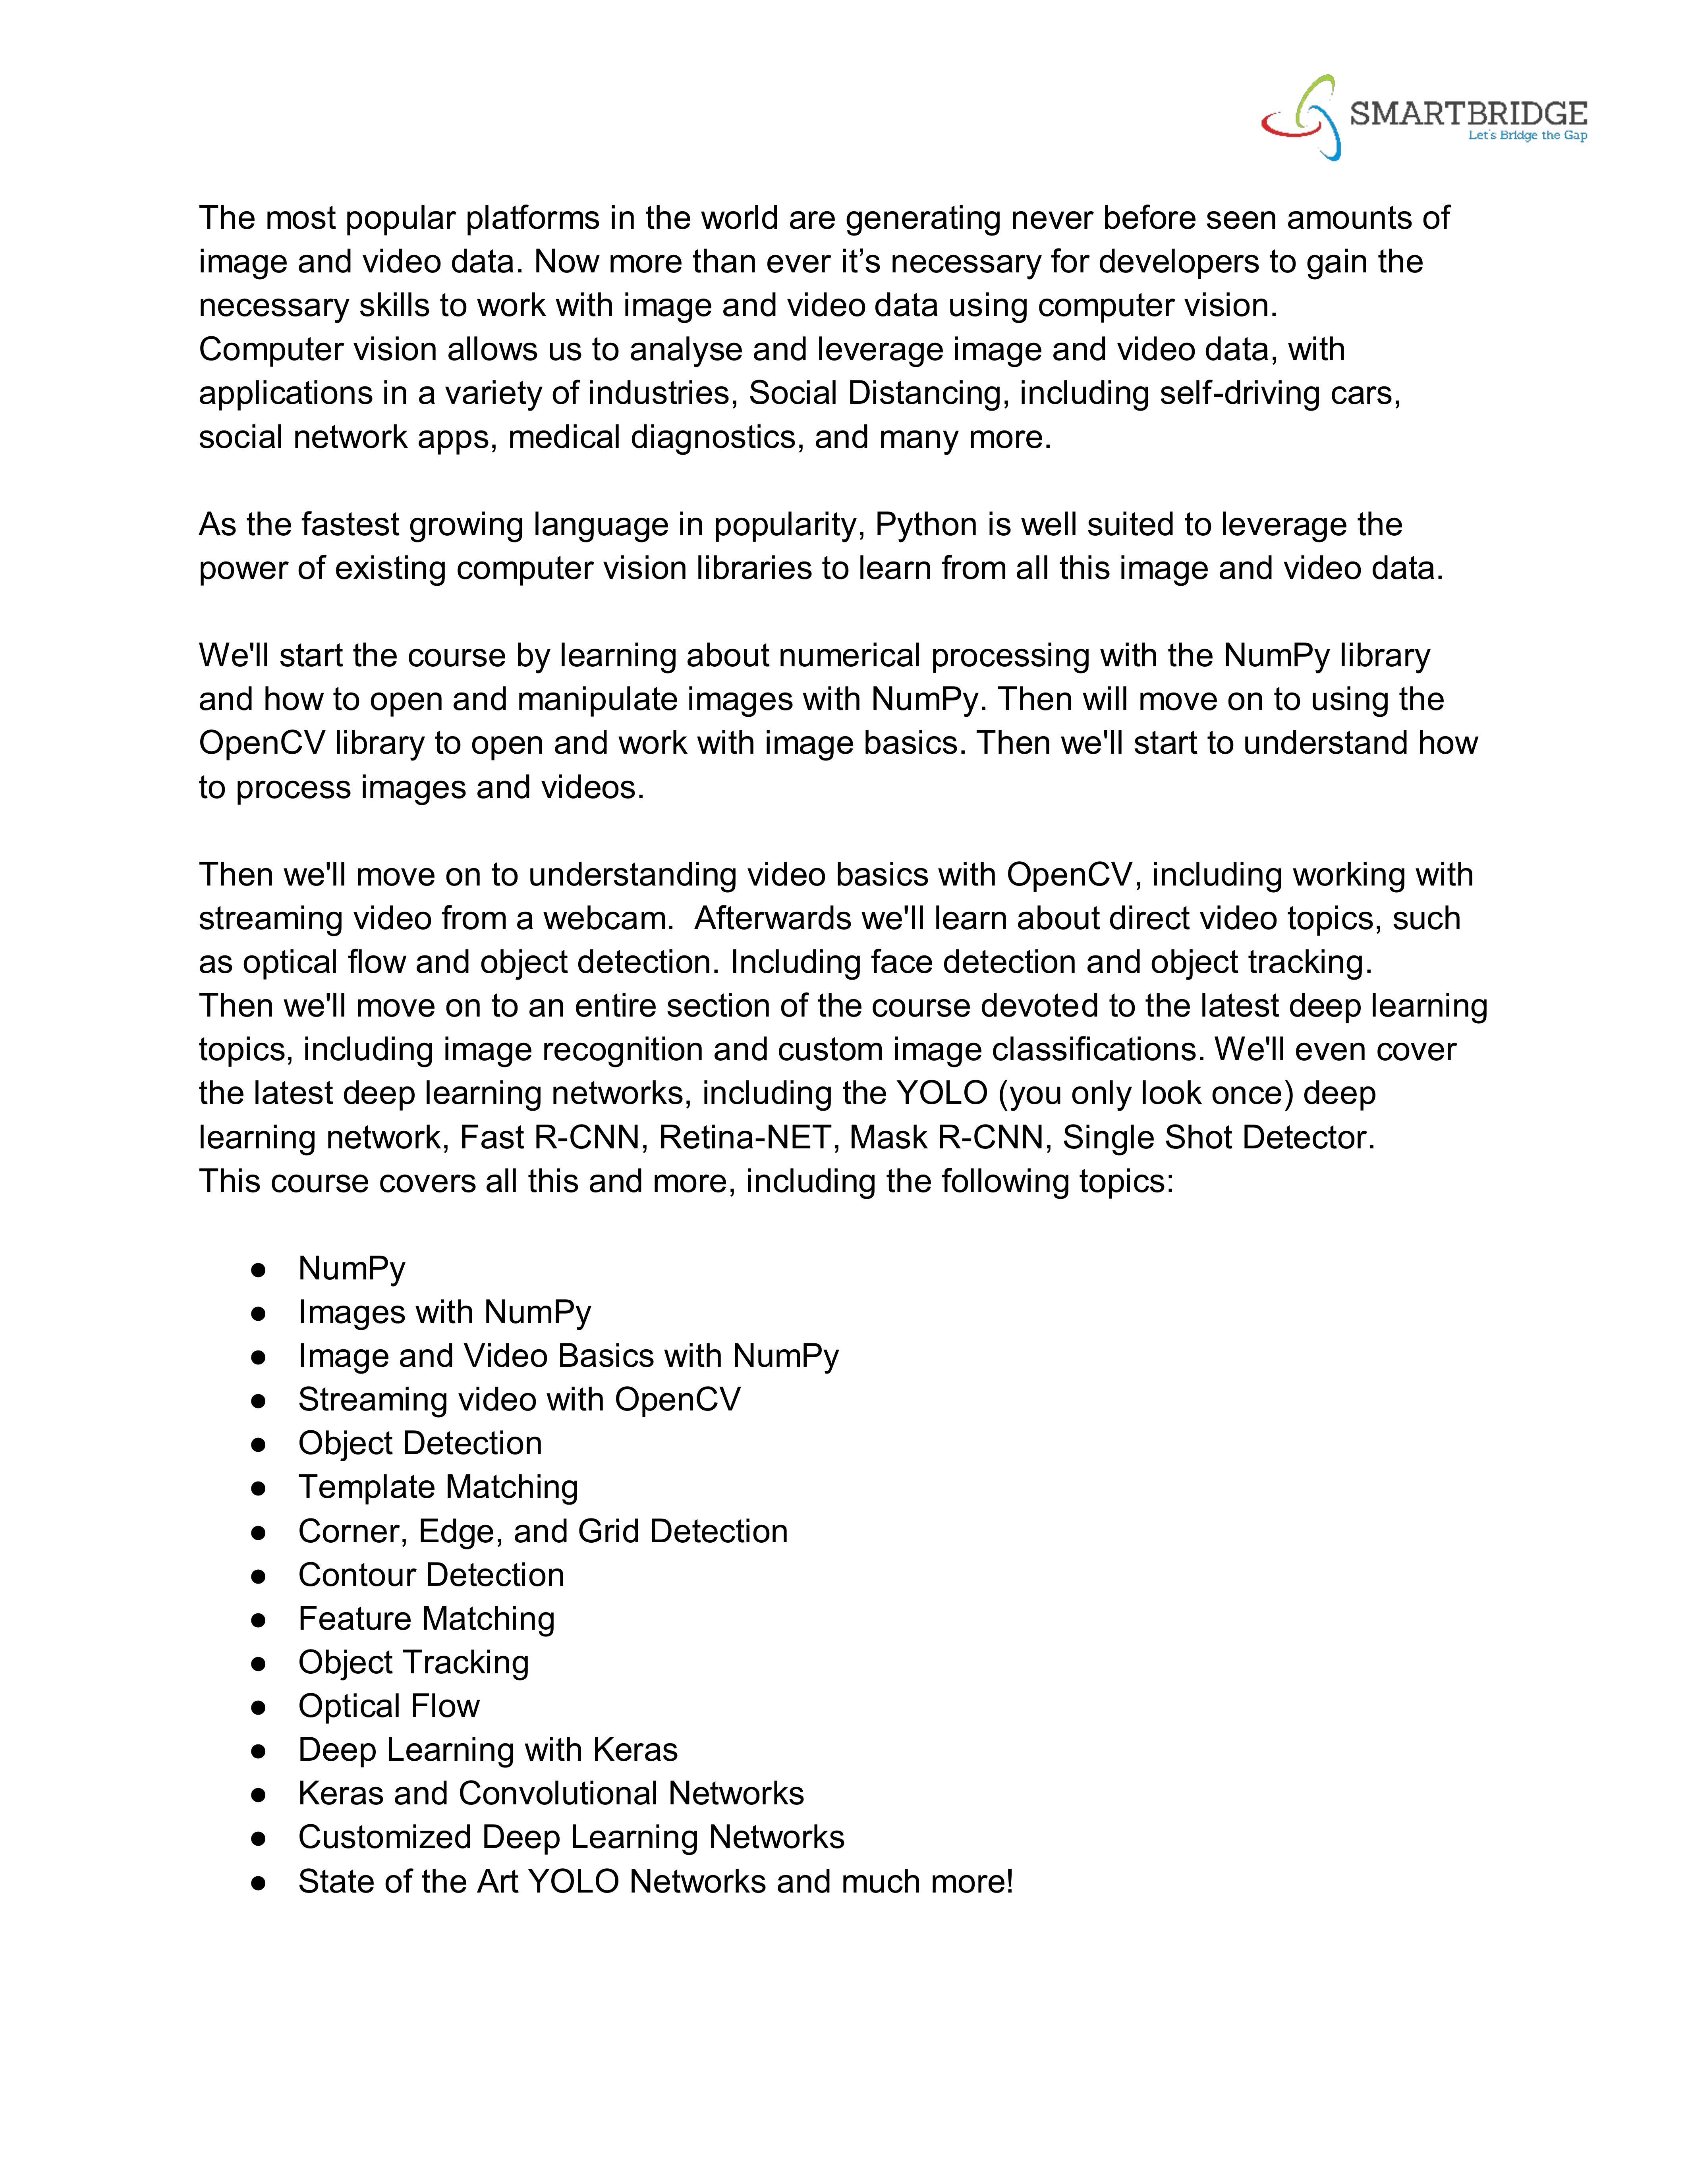 SMARTBRIDGE
Let's Bridge the Gap
The most popular platforms in the world are generating never before seen amounts of
image and video data. Now more than ever it’s necessary for developers to gain the
necessary skills to work with image and video data using computer vision.
Computer vision allows us to analyse and leverage image and video data, with
applications in a variety of industries, Social Distancing, including self-driving cars,
social network apps, medical diagnostics, and many more.
As the fastest growing language in popularity, Python is well suited to leverage the
power of existing computer vision libraries to learn from all this image and video data.
We'll start the course by learning about numerical processing with the NumPy library
and how to open and manipulate images with NumPy. Then will move on to using the
OpenCV library to open and work with image basics. Then we'll start to understand how
to process images and videos.
Then we'll move on to understanding video basics with OpenCV, including working with
streaming video from a webcam.  Afterwards we'll learn about direct video topics, such
as optical flow and object detection. Including face detection and object tracking.
Then we'll move on to an entire section of the course devoted to the latest deep learning
topics, including image recognition and custom image classifications. We'll even cover
the latest deep learning networks, including the YOLO (you only look once) deep
learning network, Fast R-CNN, Retina-NET, Mask R-CNN, Single Shot Detector.
This course covers all this and more, including the following topics:
● NumPy
● Images with NumPy
● Image and Video Basics with NumPy
● Streaming video with OpenCV
● Object Detection
● Template Matching
● Corner, Edge, and Grid Detection
● Contour Detection
● Feature Matching
● Object Tracking
● Optical Flow
● Deep Learning with Keras
● Keras and Convolutional Networks
● Customized Deep Learning Networks
● State of the Art YOLO Networks and much more!